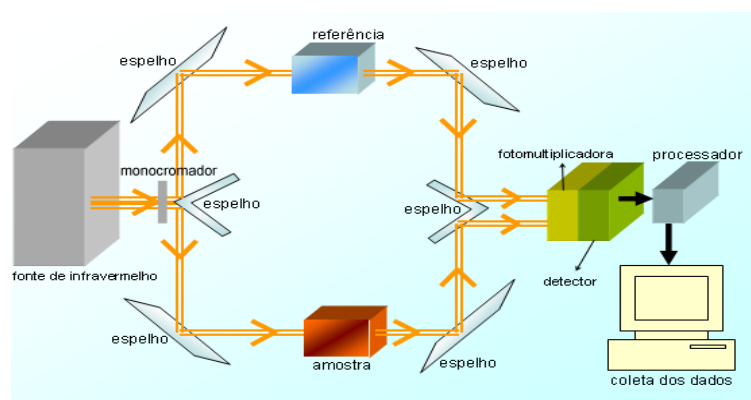 referência
espelho
espelho
fotomultiplicadora
processador
monocromador
espelho
espelho
fonte de infravermelho
detector
espelho
espelho
amostra
coleta dos dados